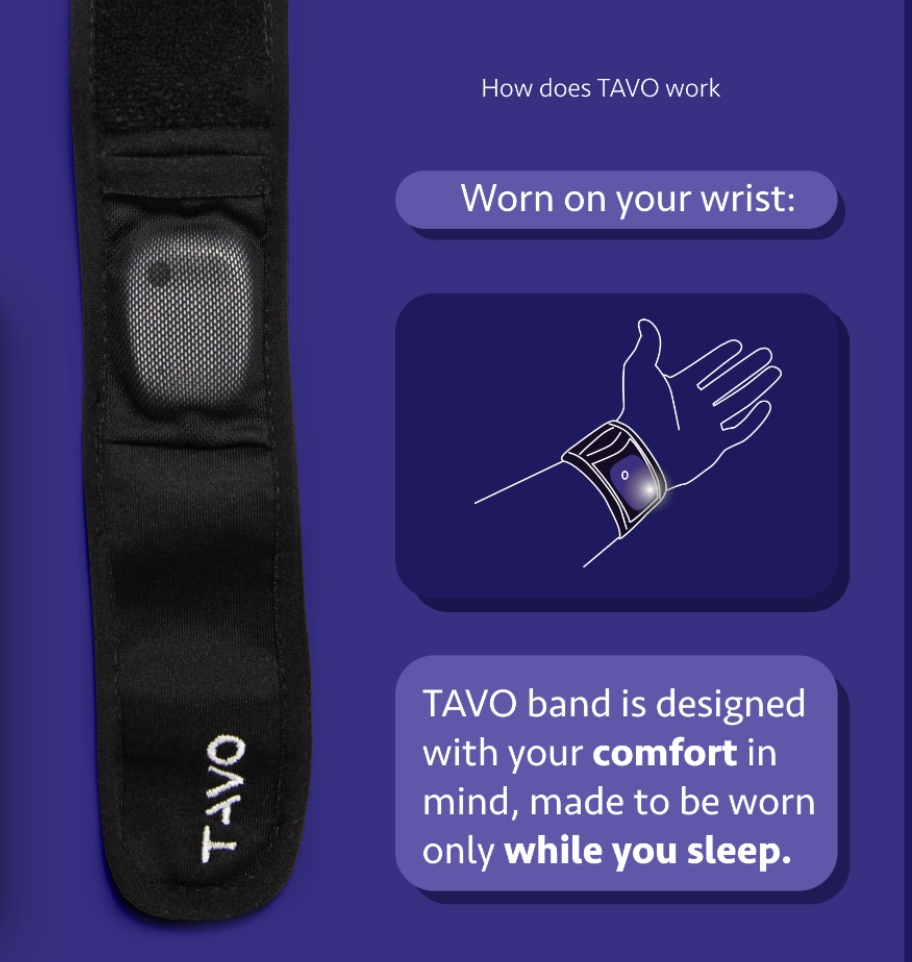 How does TAVO work
Worn on your wrist:
TAVO band is designed
with your comfort in
mind, made to be worn
only while you sleep.
TAVO